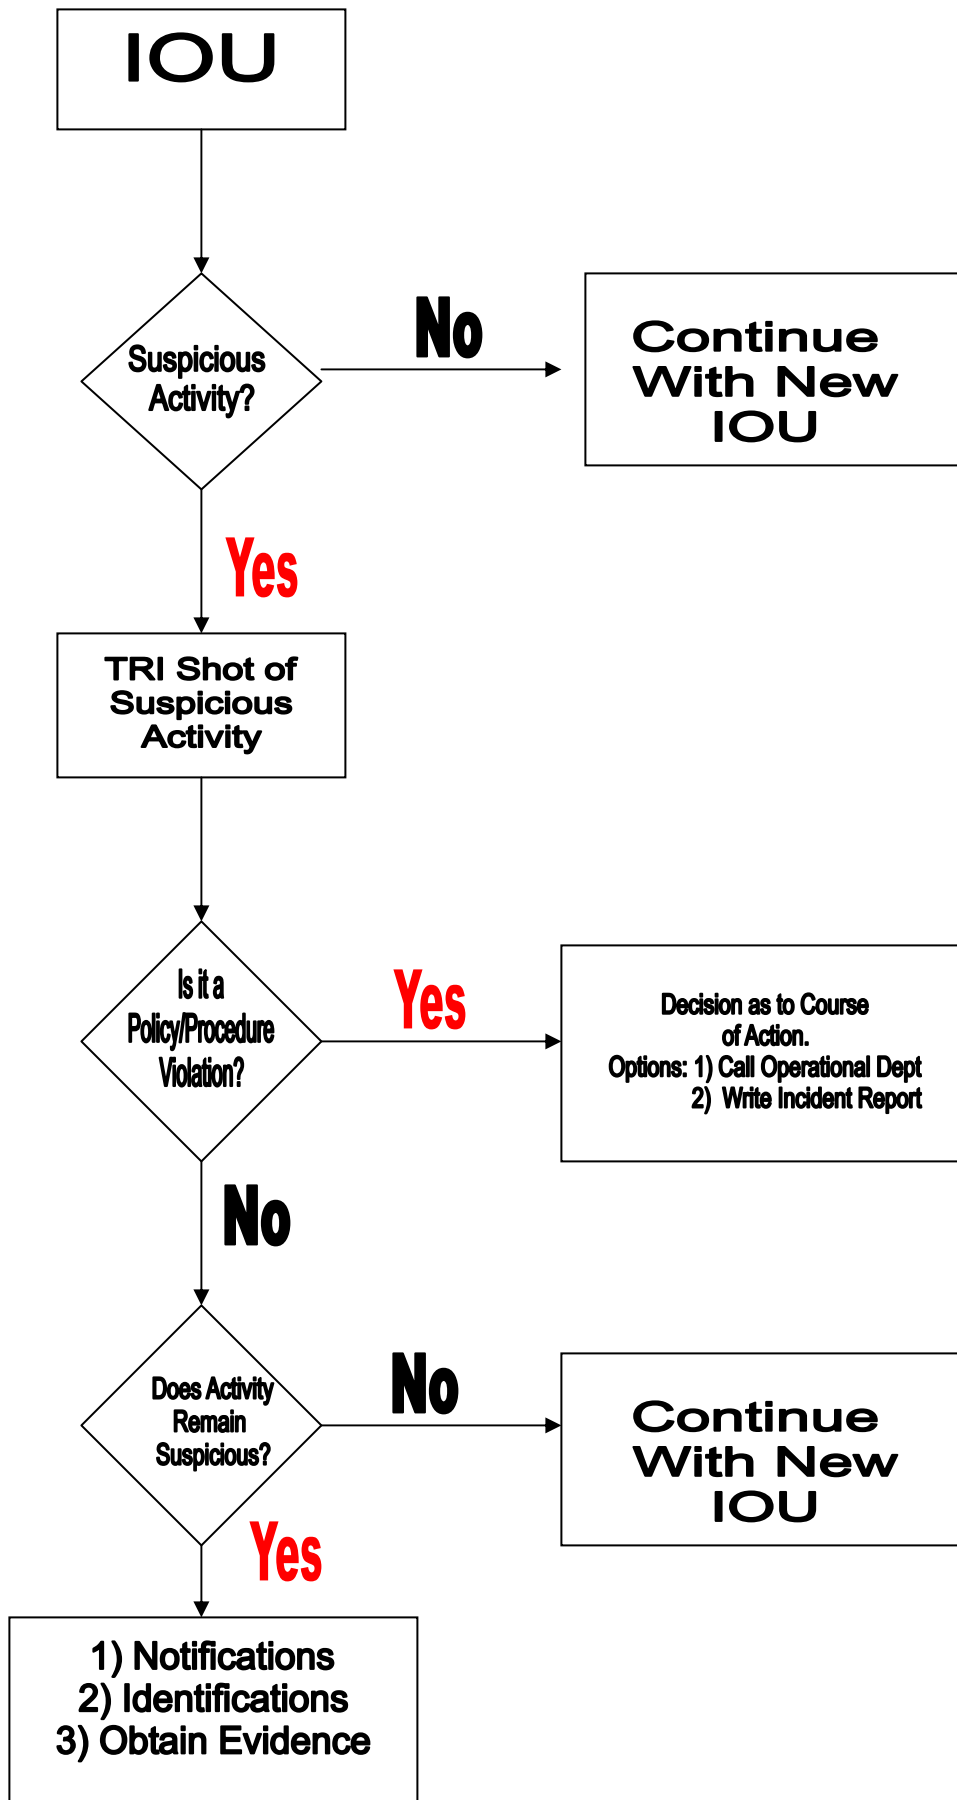 IOU
Suspicious
Activity?
No
Continue
With New
IOU
Yes
TRI Shot of
Suspicious
Activity
Is it a
Policy/Procedure
Violation?
Yes
Decision as to Course
of Action.
Options: 1) Call Operational Dept
2) Write Incident Report
No
Does Activity
Remain
Suspicious?
No
Continue
With New
IOU
Yes
1) Notifications
2) Identifications
3) Obtain Evidence